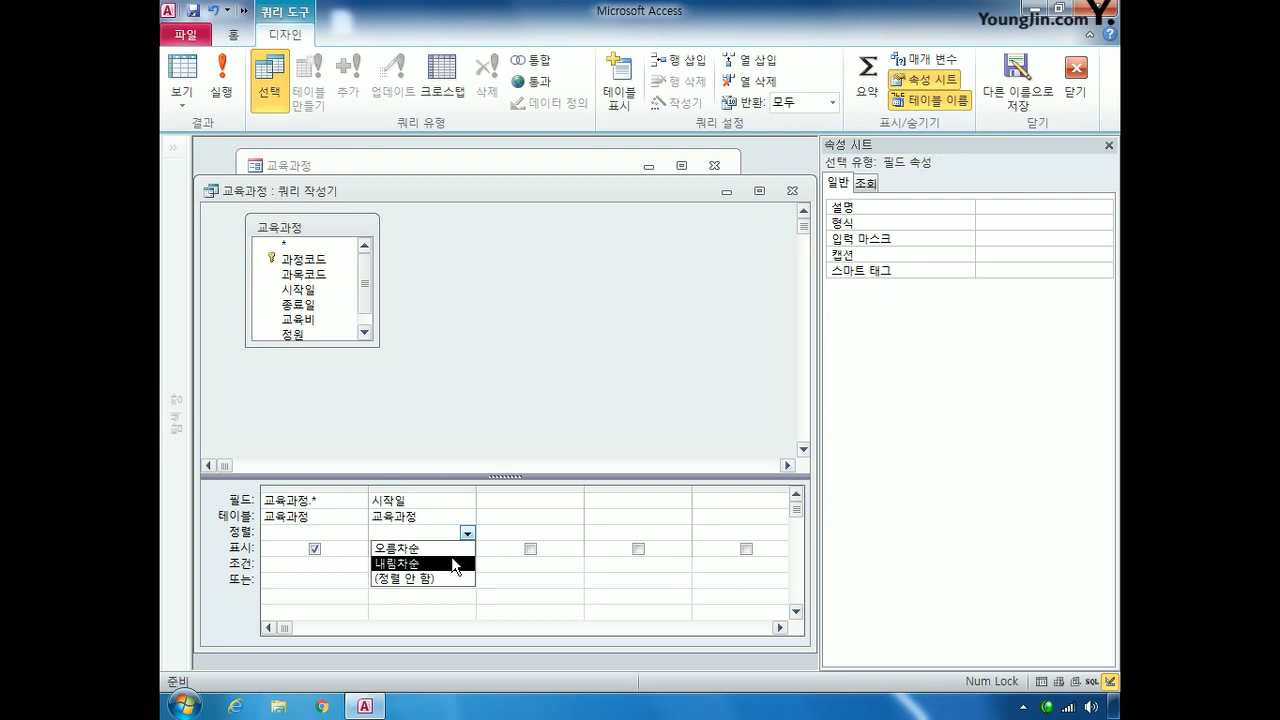 쿼리 도구
Microsoft Access
YoungJin.com Y.
파일
홈
디자인
보기
실행
선택
테이블
만들기
추가
업데이트
크로스탭
삭제
통합
통과
데이터 정의
테이블
표시
행 삽입
행 삭제
작성기
열 삽입
열 삭제
반환: 모두
요약
매개 변수
속성 시트
테이블 이름
다른 이름으로
저장
닫기
결과
쿼리 유형
쿼리 설정
표시/숨기기
닫기
탐색 창
교육과정
교육과정 : 쿼리 작성기
교육과정
*
과정코드
과목코드
시작일
종료일
교육비
정원
속성 시트
선택 유형: 필드 속성
일반 조회
설명
형식
입력 마스크
캡션
스마트 태그
필드: 교육과정.* 시작일
테이블: 교육과정 교육과정
정렬:
표시: 오름차순
조건: 내림차순
또는: (정렬 안 함)
준비
Num Lock
SQL